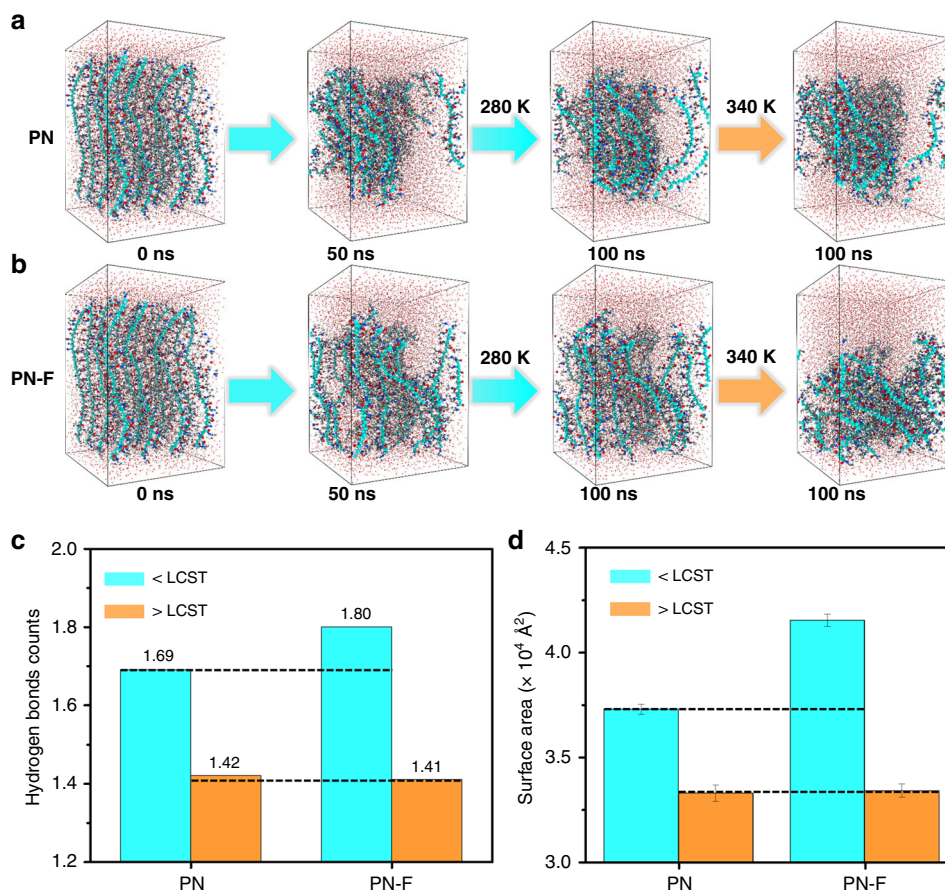 a
PN
280 K
340 K
0 ns
50 ns
100 ns
100 ns
b
PN-F
280 K
340 K
0 ns
50 ns
100 ns
100 ns
c
Hydrogen bonds counts
2.0
1.8
1.6
1.4
1.2
< LCST
> LCST
1.69
1.42
1.80
1.41
PN
PN-F
d
Surface area (× 10⁴ Å²)
4.5
4.0
3.5
3.0
< LCST
> LCST
PN
PN-F